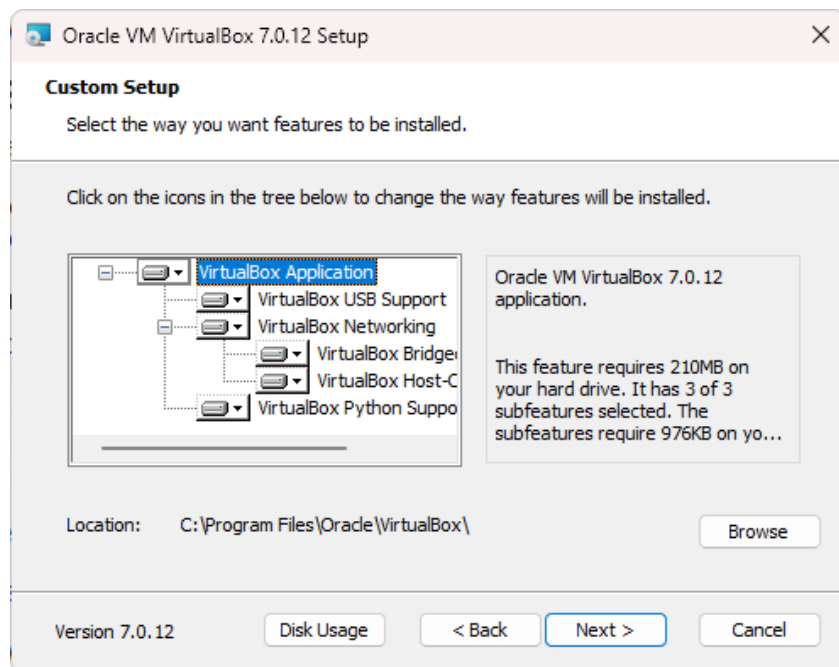 Oracle VM VirtualBox 7.0.12 Setup
Custom Setup
Select the way you want features to be installed.
Click on the icons in the tree below to change the way features will be installed.
VirtualBox Application
VirtualBox USB Support
VirtualBox Networking
VirtualBox Bridge
VirtualBox Host-C
VirtualBox Python Suppo
Oracle VM VirtualBox 7.0.12
application.
This feature requires 210MB on
your hard drive. It has 3 of 3
subfeatures selected. The
subfeatures require 976KB on yo...
Location: C:\Program Files\Oracle\VirtualBox\
Browse
Version 7.0.12 Disk Usage < Back Next > Cancel